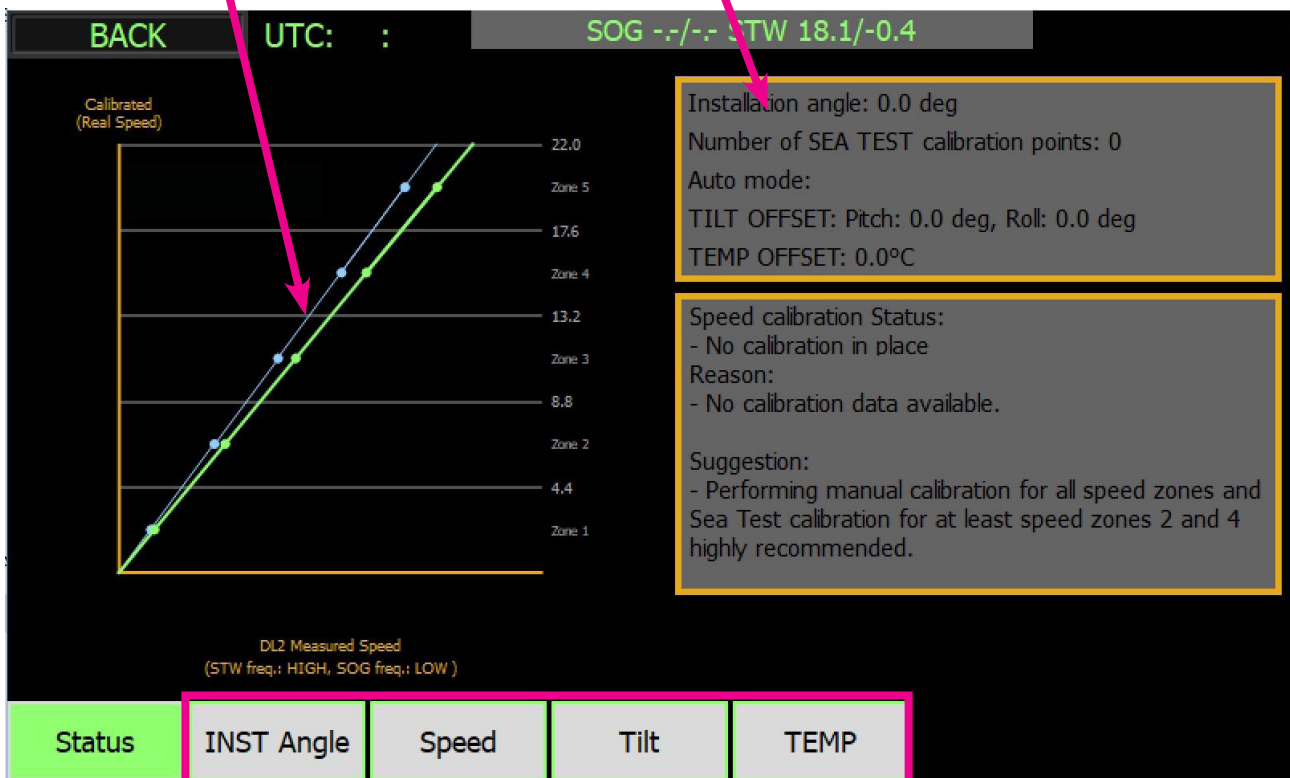 BACK
UTC: :
SOG -.-/-.- STW 18.1/-0.4
Calibrated
(Real Speed)
22.0
Zone 5
17.6
Zone 4
13.2
Zone 3
8.8
Zone 2
4.4
Zone 1
DL2 Measured Speed
(STW freq.: HIGH, SOG freq.: LOW )
Installation angle: 0.0 deg
Number of SEA TEST calibration points: 0
Auto mode:
TILT OFFSET: Pitch: 0.0 deg, Roll: 0.0 deg
TEMP OFFSET: 0.0ºC
Speed calibration Status:
- No calibration in place
Reason:
- No calibration data available.
Suggestion:
- Performing manual calibration for all speed zones and
Sea Test calibration for at least speed zones 2 and 4
highly recommended.
Status
INST Angle
Speed
Tilt
TEMP